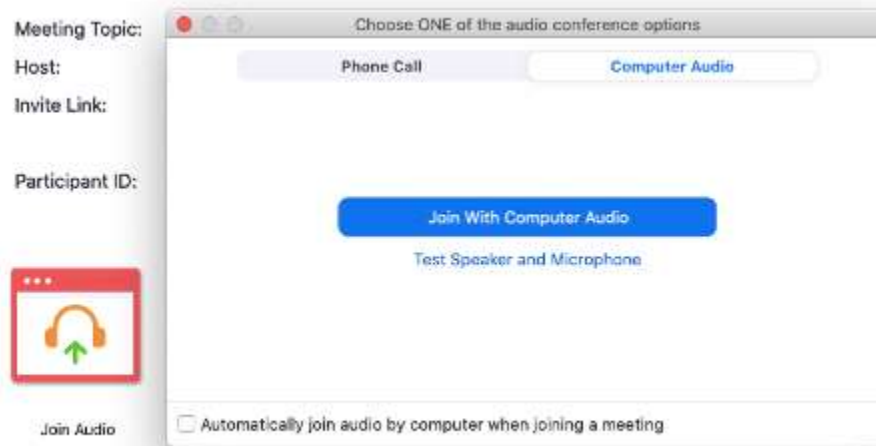 Meeting Topic:
Host:
Invite Link:
Participant ID:
Join Audio
Choose ONE of the audio conference options
Phone Call
Computer Audio
Join With Computer Audio
Test Speaker and Microphone
Automatically join audio by computer when joining a meeting